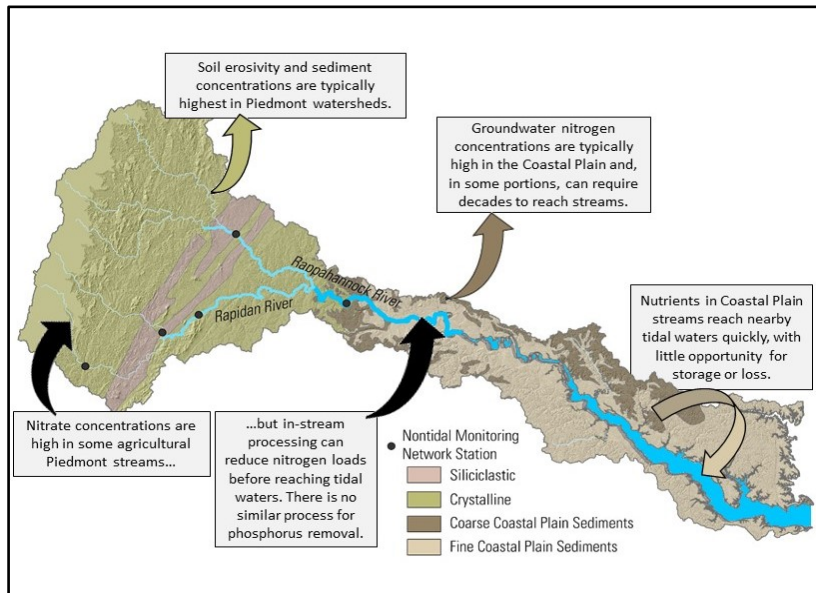 Soil erosivity and sediment
concentrations are typically
highest in Piedmont watersheds.
Groundwater nitrogen
concentrations are typically
high in the Coastal Plain and,
in some portions, can require
decades to reach streams.
Rappahannock River
Rapidan River
Nutrients in Coastal Plain
streams reach nearby
tidal waters quickly, with
little opportunity for
storage or loss.
Nitrate concentrations are
high in some agricultural
Piedmont streams…
…but in-stream
processing can
reduce nitrogen loads
before reaching tidal
waters. There is no
similar process for
phosphorus removal.
Nontidal Monitoring
Network Station
Siliciclastic
Crystalline
Coarse Coastal Plain Sediments
Fine Coastal Plain Sediments